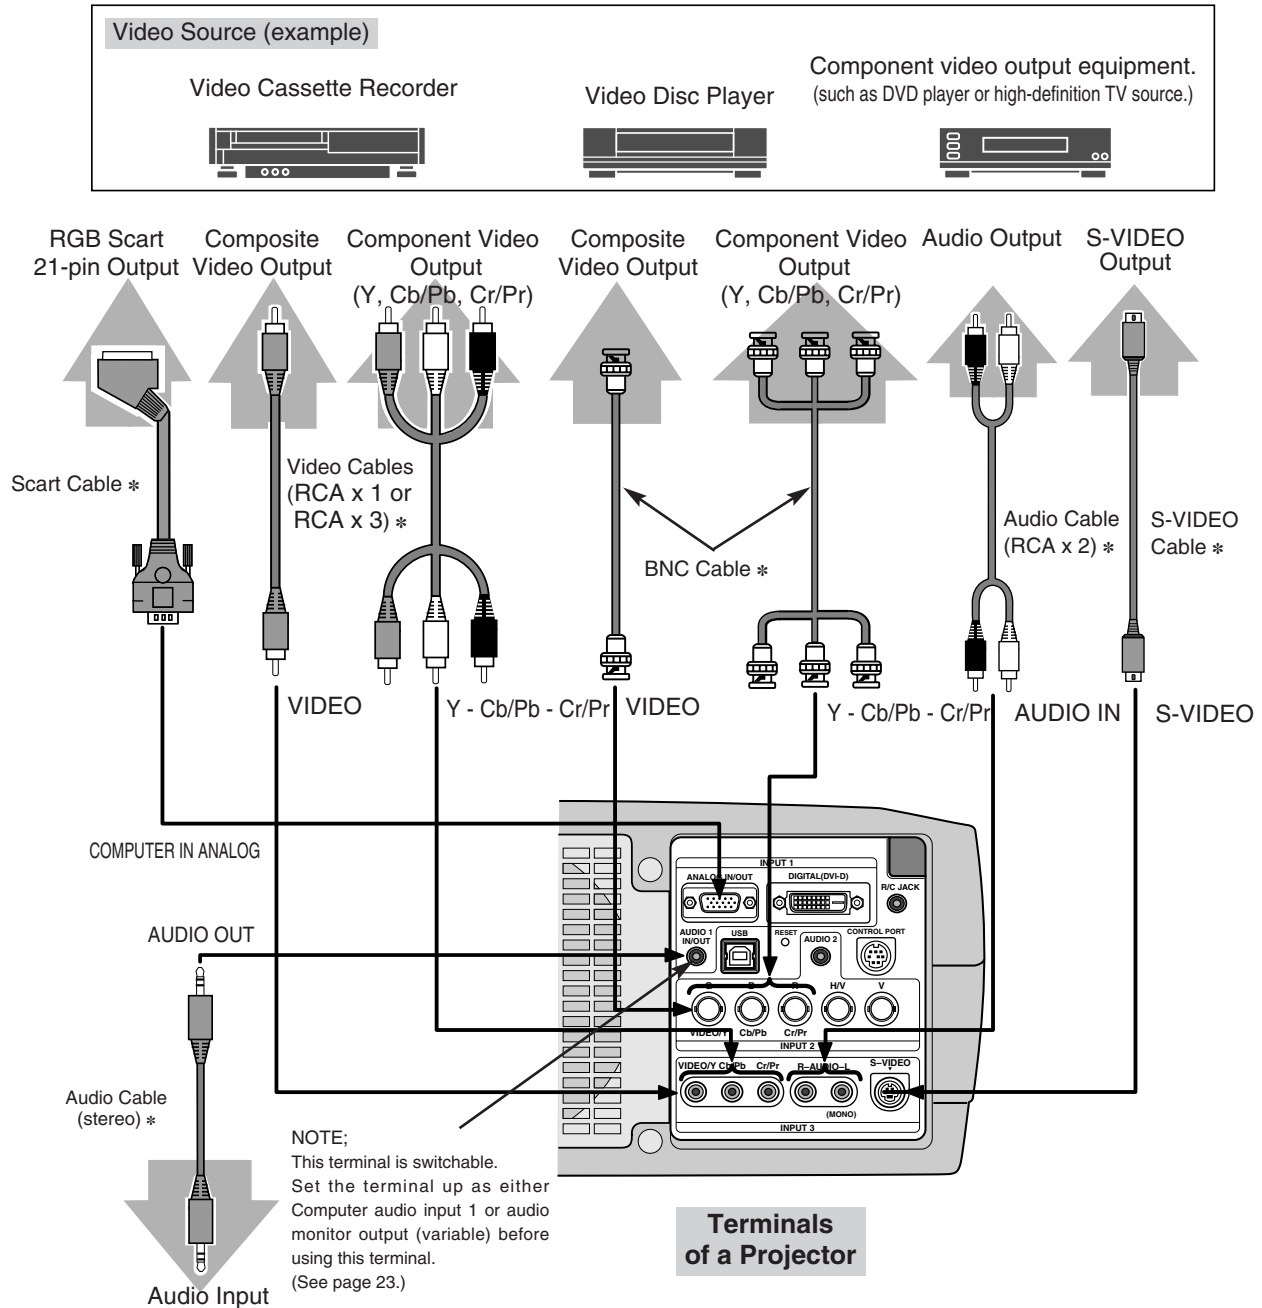 Video Source (example)
Video Cassette Recorder
Video Disc Player
Component video output equipment.
(such as DVD player or high-definition TV source.)
RGB Scart
21-pin Output
Composite
Video Output
Component Video
Output
(Y, Cb/Pb, Cr/Pr)
Composite
Video Output
Component Video
Output
(Y, Cb/Pb, Cr/Pr)
Audio Output
S-VIDEO
Output
Scart Cable *
Video Cables
(RCA x 1 or
RCA x 3) *
BNC Cable *
Audio Cable
(RCA x 2) *
S-VIDEO
Cable *
VIDEO
Y - Cb/Pb - Cr/Pr
VIDEO
Y - Cb/Pb - Cr/Pr
AUDIO IN
S-VIDEO
COMPUTER IN ANALOG
AUDIO OUT
INPUT 1
ANALOG IN/OUT
DIGITAL(DVI-D)
R/C JACK
AUDIO 1
IN/OUT
USB
RESET
AUDIO 2
CONTROL PORT
G
B
R
H/V
V
VIDEO/Y
Cb/Pb
Cr/Pr
INPUT 2
VIDEO/Y Cb/Pb Cr/Pr
R–AUDIO–L
S–VIDEO
(MONO)
INPUT 3
Audio Cable
(stereo) *
NOTE;
This terminal is switchable.
Set the terminal up as either
Computer audio input 1 or audio
monitor output (variable) before
using this terminal.
(See page 23.)
Audio Input
Terminals
of a Projector